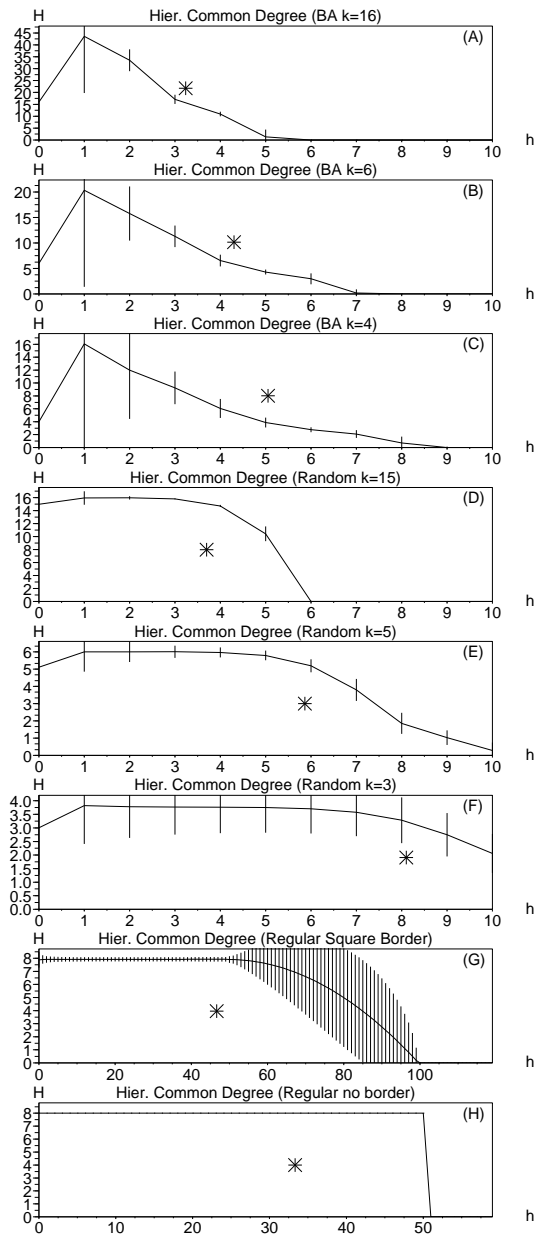 H Hier. Common Degree (BA k=16)
(A)
45
40
35
30
25
20
15
10
5
0
0 1 2 3 4 5 6 7 8 9 10 h
H Hier. Common Degree (BA k=6)
(B)
20
15
10
5
0
0 1 2 3 4 5 6 7 8 9 10 h
H Hier. Common Degree (BA k=4)
(C)
16
14
12
10
8
6
4
2
0
0 1 2 3 4 5 6 7 8 9 10 h
H Hier. Common Degree (Random k=15)
(D)
16
14
12
10
8
6
4
2
0
0 1 2 3 4 5 6 7 8 9 10 h
H Hier. Common Degree (Random k=5)
(E)
6
5
4
3
2
1
0
0 1 2 3 4 5 6 7 8 9 10 h
H Hier. Common Degree (Random k=3)
(F)
4.0
3.5
3.0
2.5
2.0
1.5
1.0
0.5
0.0
0 1 2 3 4 5 6 7 8 9 10 h
H Hier. Common Degree (Regular Square Border)
(G)
8
7
6
5
4
3
2
1
0
0 20 40 60 80 100 h
H Hier. Common Degree (Regular no border)
(H)
8
7
6
5
4
3
2
1
0
0 10 20 30 40 50 h